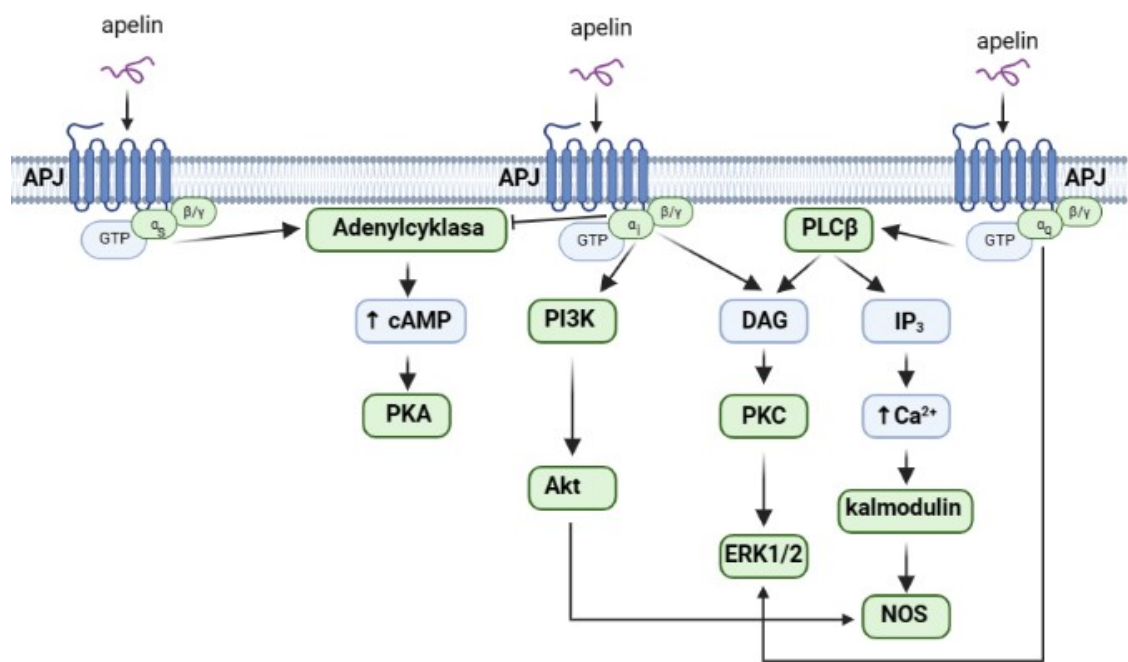 apelin
apelin
apelin
APJ
APJ
APJ
GTP
αs
β/γ
Adenylcyklasa
GTP
αi
β/γ
PLCβ
GTP
αq
β/γ
↑ cAMP
PI3K
DAG
IP₃
PKA
PKC
↑Ca²⁺
Akt
kalmodulin
ERK1/2
NOS